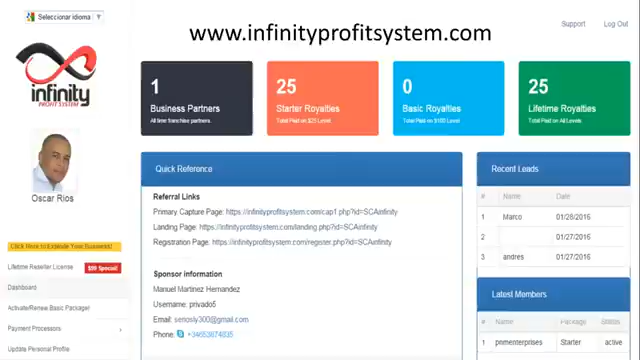 Seleccionar idioma | ▼
www.infinityprofitsystem.com
Support
Log Out
infinity
PROFIT SYSTEM
Oscar Rios
Click Here to Explode Your Business!
Lifetime Reseller License
$99 Special!
Dashboard
Activate/Renew Basic Package!
Payment Processors
Update Personal Profile
1
Business Partners
All time franchise partners.
25
Starter Royalties
Total Paid on $25 Level.
0
Basic Royalties
Total Paid on $100 Level
25
Lifetime Royalties
Total Paid on All Levels.
Quick Reference
Referral Links
Primary Capture Page: https://infinityprofitsystem.com/cap1.php?id=SCAinfinity
Landing Page: https://infinityprofitsystem.com/landing.php?id=SCAinfinity
Registration Page: https://infinityprofitsystem.com/register.php?id=SCAinfinity
Sponsor information
Manuel Martinez Hernandez
Username: privado5
Email: seriosly300@gmail.com
Phone: +34653874835
Recent Leads
# Name Date
1 Marco 01/28/2016
2 01/27/2016
3 andres 01/27/2016
Latest Members
# Name Package Status
1 pnmenterprises Starter active